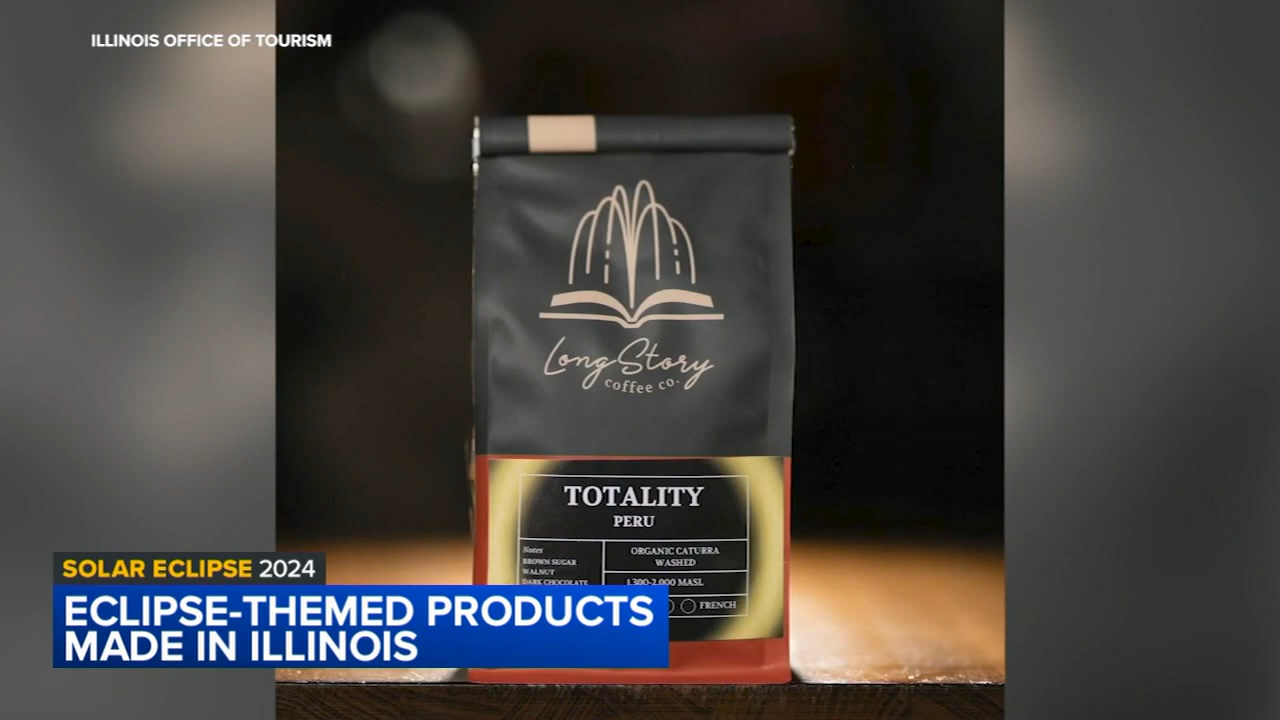 ILLINOIS OFFICE OF TOURISM
Long Story
coffee co.
TOTALITY
PERU
Notes
BROWN SUGAR
WALNUT
DARK CHOCOLATE
ORGANIC CATURRA
WASHED
1300-2,000 MASL
FRENCH
SOLAR ECLIPSE 2024
ECLIPSE-THEMED PRODUCTS
MADE IN ILLINOIS